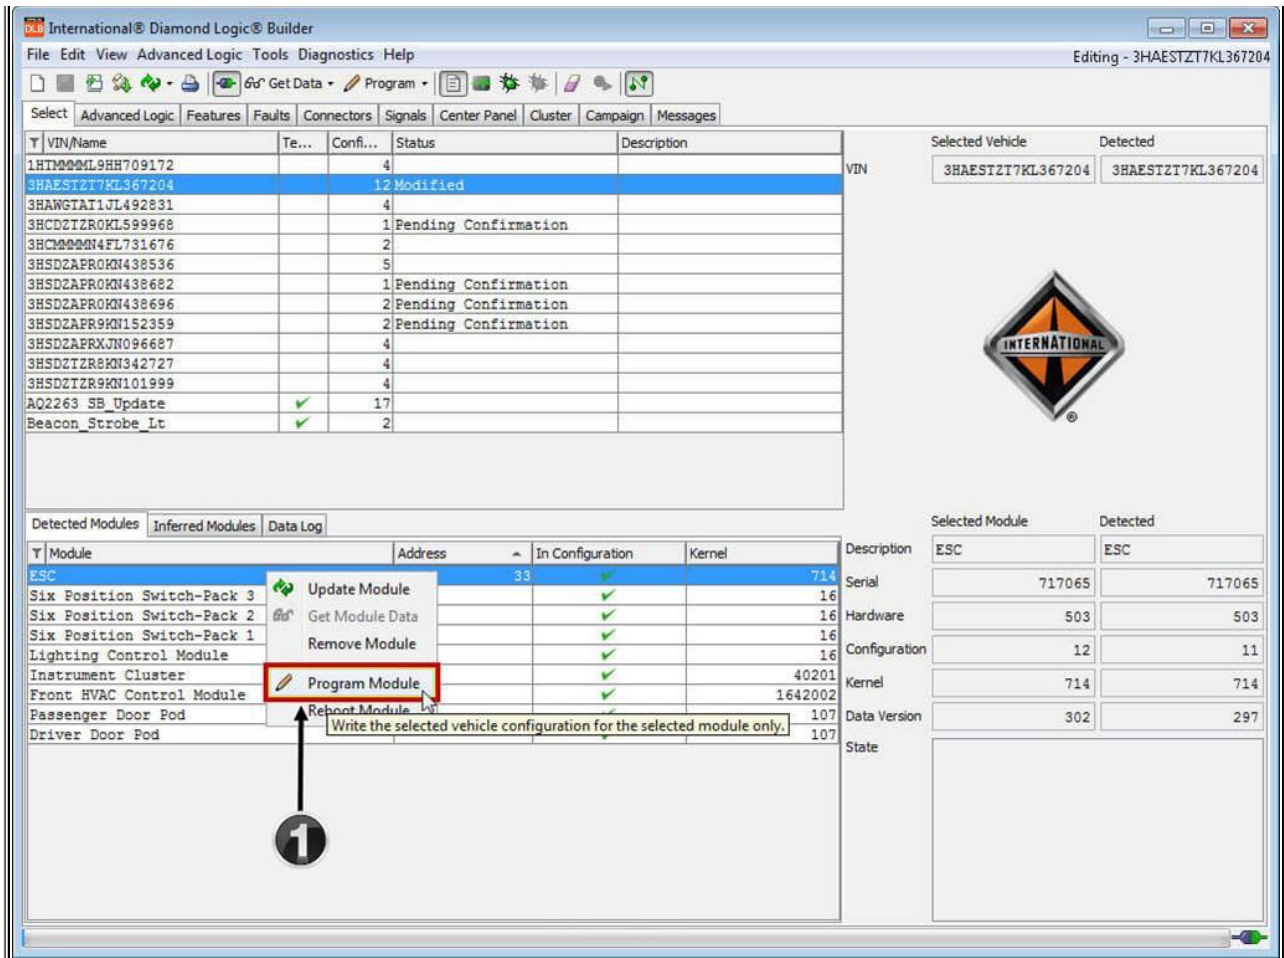 International® Diamond Logic® Builder
File Edit View Advanced Logic Tools Diagnostics Help
Editing - 3HAESTZT7KL367204
Get Data Program
Select Advanced Logic Features Faults Connectors Signals Center Panel Cluster Campaign Messages
VIN/Name Te... Confi... Status Description
1HTMMMML9HH709172 4
3HAESTZT7KL367204 12 Modified
3HAWGTAT1JL492831 4
3HCDZTZR0KL599968 1 Pending Confirmation
3HCMMMMN4FL731676 2
3HSDZAPR0KN438536 5
3HSDZAPR0KN438682 1 Pending Confirmation
3HSDZAPR0KN438696 2 Pending Confirmation
3HSDZAPR9KN152359 2 Pending Confirmation
3HSDZAPRXJN096687 4
3HSDZTZR8KN342727 4
3HSDZTZR9KN101999 4
AQ2263 SB_Update 17
Beacon_Strobe_Lt 2
Selected Vehicle Detected
VIN 3HAESTZT7KL367204 3HAESTZT7KL367204
INTERNATIONAL
®
Detected Modules Inferred Modules Data Log
Module Address In Configuration Kernel
ESC 33 714
Six Position Switch-Pack 3 16
Six Position Switch-Pack 2 16
Six Position Switch-Pack 1 16
Lighting Control Module 16
Instrument Cluster 40201
Front HVAC Control Module 1642002
Passenger Door Pod 107
Driver Door Pod 107
Update Module
Get Module Data
Remove Module
Program Module
Reboot Module
Write the selected vehicle configuration for the selected module only.
1
Selected Module Detected
Description ESC ESC
Serial 717065 717065
Hardware 503 503
Configuration 12 11
Kernel 714 714
Data Version 302 297
State